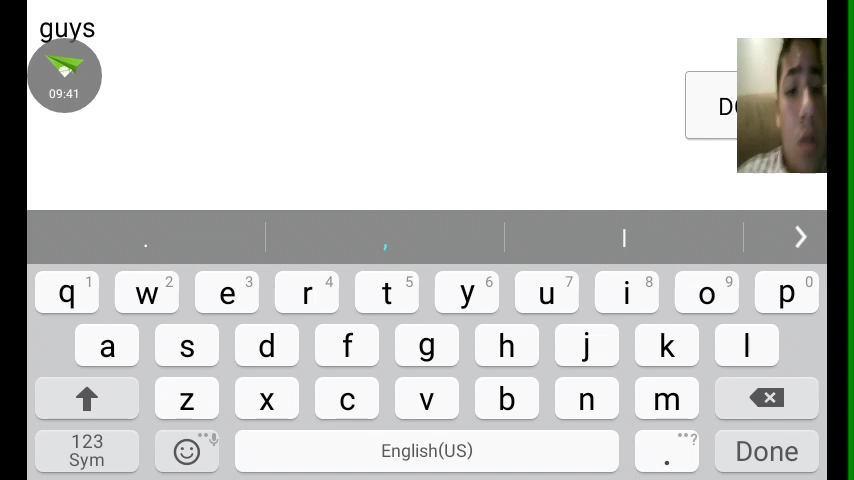 guys
09:41
. , I
q 1 w 2 e 3 r 4 t 5 y 6 u 7 i 8 o 9 p 0
a s d f g h j k l
z x c v b n m
123
Sym
English(US)
. ?
Done